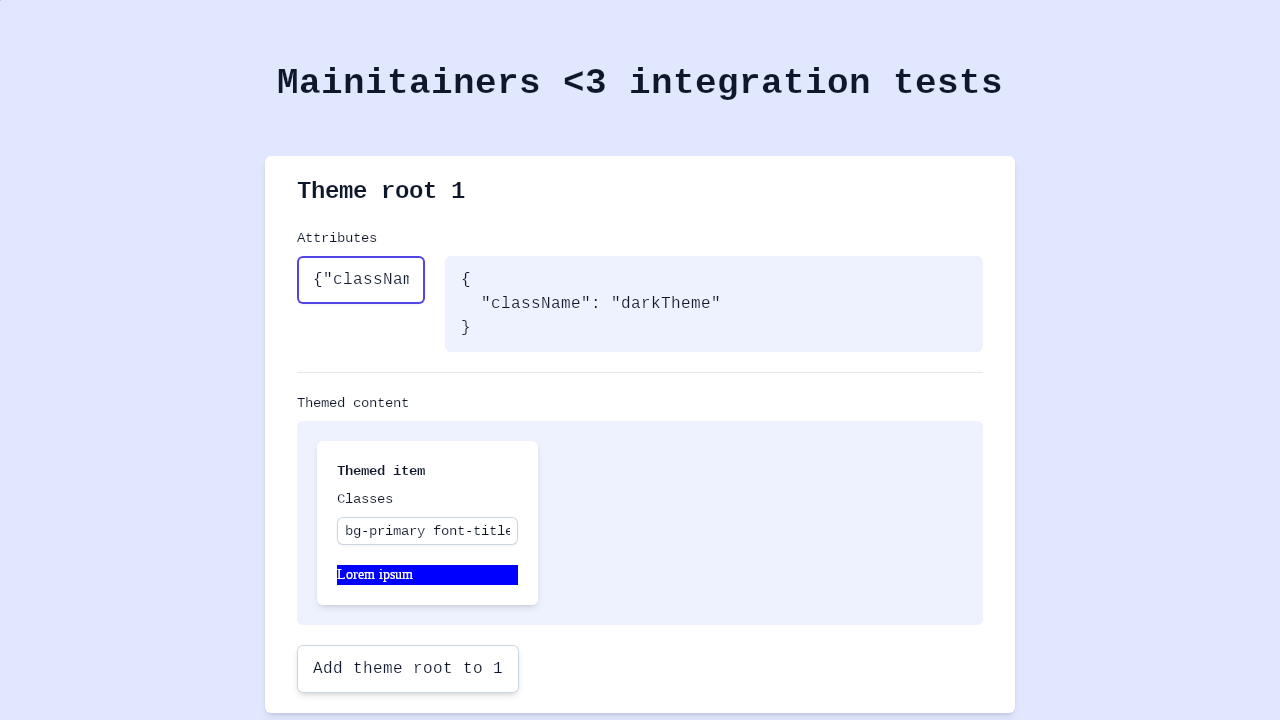 Mainitainers <3 integration tests
Theme root 1
Attributes
{"classNam
{
"className": "darkTheme"
}
Themed content
Themed item
Classes
bg-primary font-title
Lorem ipsum
Add theme root to 1